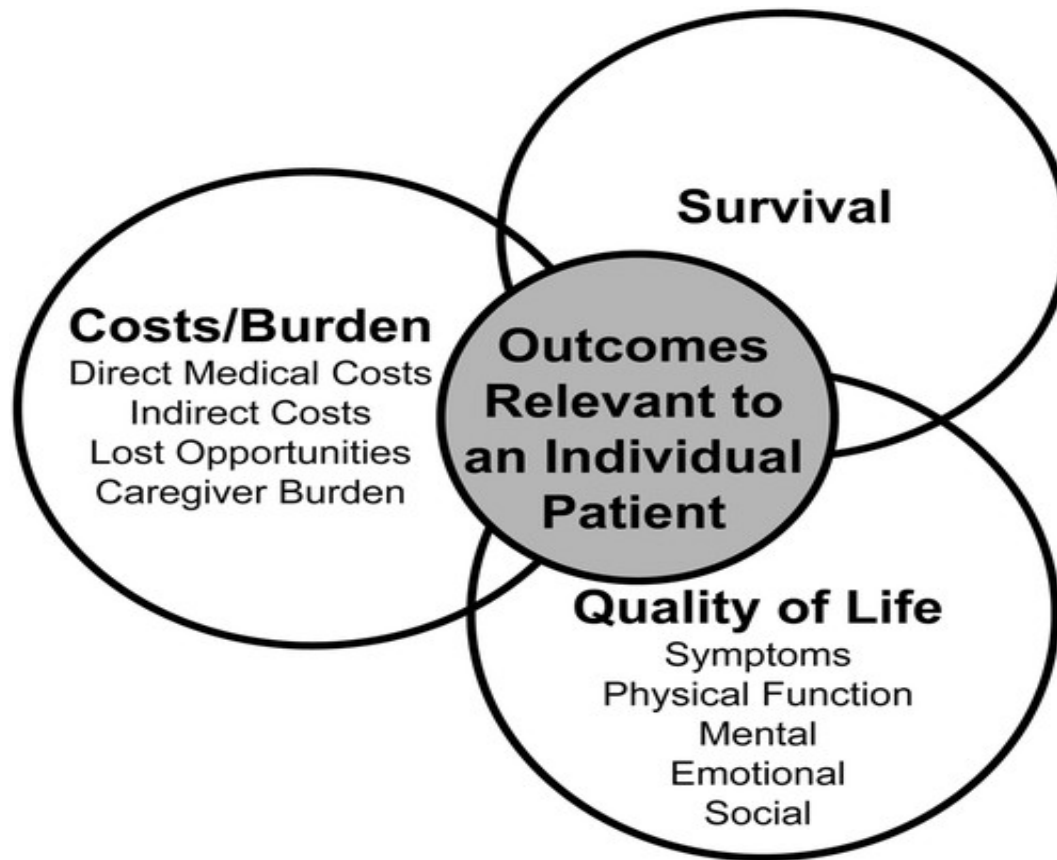 Survival
Costs/Burden
Direct Medical Costs
Indirect Costs
Lost Opportunities
Caregiver Burden
Outcomes
Relevant to
an Individual
Patient
Quality of Life
Symptoms
Physical Function
Mental
Emotional
Social